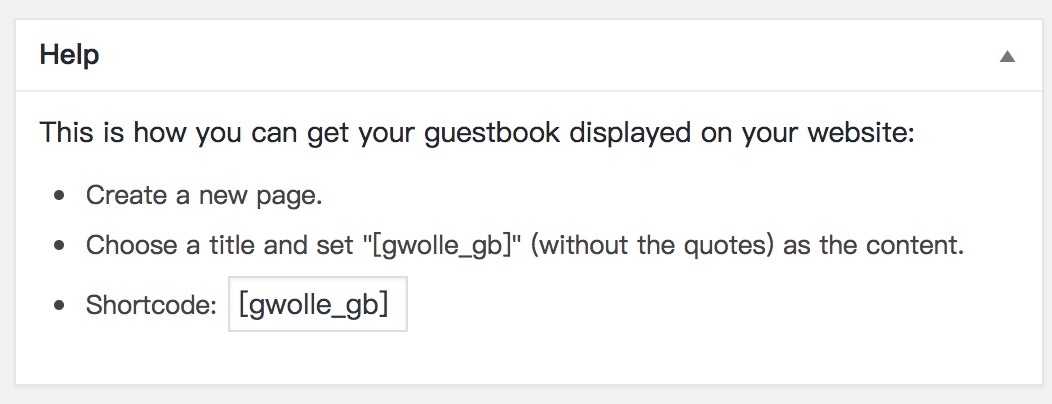 Help
This is how you can get your guestbook displayed on your website:
Create a new page.
Choose a title and set "[gwolle_gb]" (without the quotes) as the content.
Shortcode: [gwolle_gb]